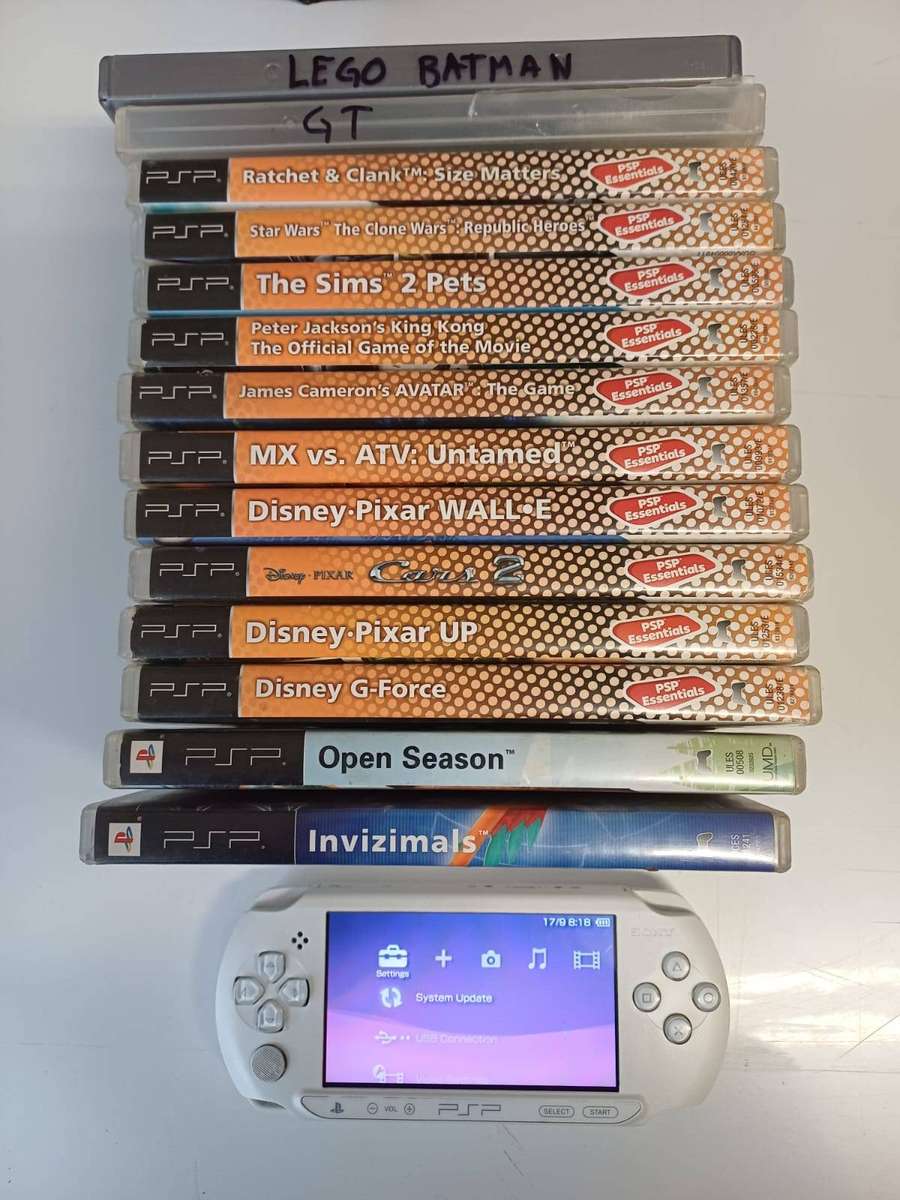 LEGO BATMAN
GT
PSP Ratchet & Clank™: Size Matters PSP Essentials
PSP Star Wars™ The Clone Wars™: Republic Heroes™ PSP Essentials
PSP The Sims™ 2 Pets PSP Essentials
PSP Peter Jackson's King Kong
The Official Game of the Movie PSP Essentials
PSP James Cameron's AVATAR™: The Game PSP Essentials
PSP MX vs. ATV: Untamed™ PSP Essentials
PSP Disney·Pixar WALL•E PSP Essentials
PSP Disney · PIXAR Cars 2 PSP Essentials
PSP Disney·Pixar UP PSP Essentials
PSP Disney G-Force PSP Essentials
PSP Open Season™ ULES 00508 UMD
PSP Invizimals™
17/9 8:18
SONY
Settings
System Update
USB Connection
VOL PSP SELECT START